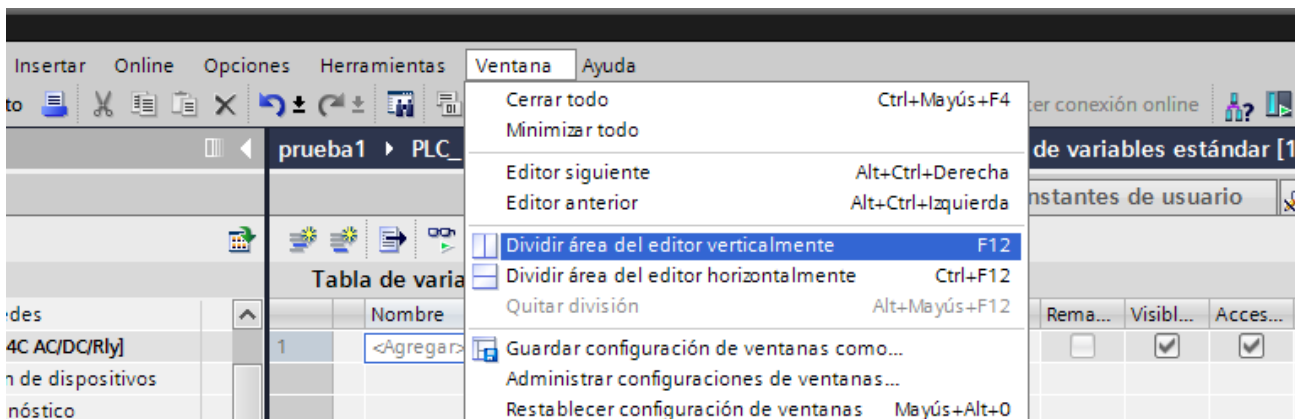 Insertar Online Opciones Herramientas Ventana Ayuda
to
Cerrar todo Ctrl+Mayús+F4
er conexión online
Minimizar todo
prueba1 PLC_ de variables estándar [1
Editor siguiente Alt+Ctrl+Derecha
Editor anterior Alt+Ctrl+Izquierda
nstantes de usuario
Dividir área del editor verticalmente F12
Tabla de varia
Dividir área del editor horizontalmente Ctrl+F12
Quitar división Alt+Mayús+F12
edes Nombre Rema... Visibl... Acces...
4C AC/DC/Rly] 1 <Agregar>
Guardar configuración de ventanas como...
n de dispositivos
Administrar configuraciones de ventanas...
nóstico
Restablecer configuración de ventanas Mayús+Alt+0